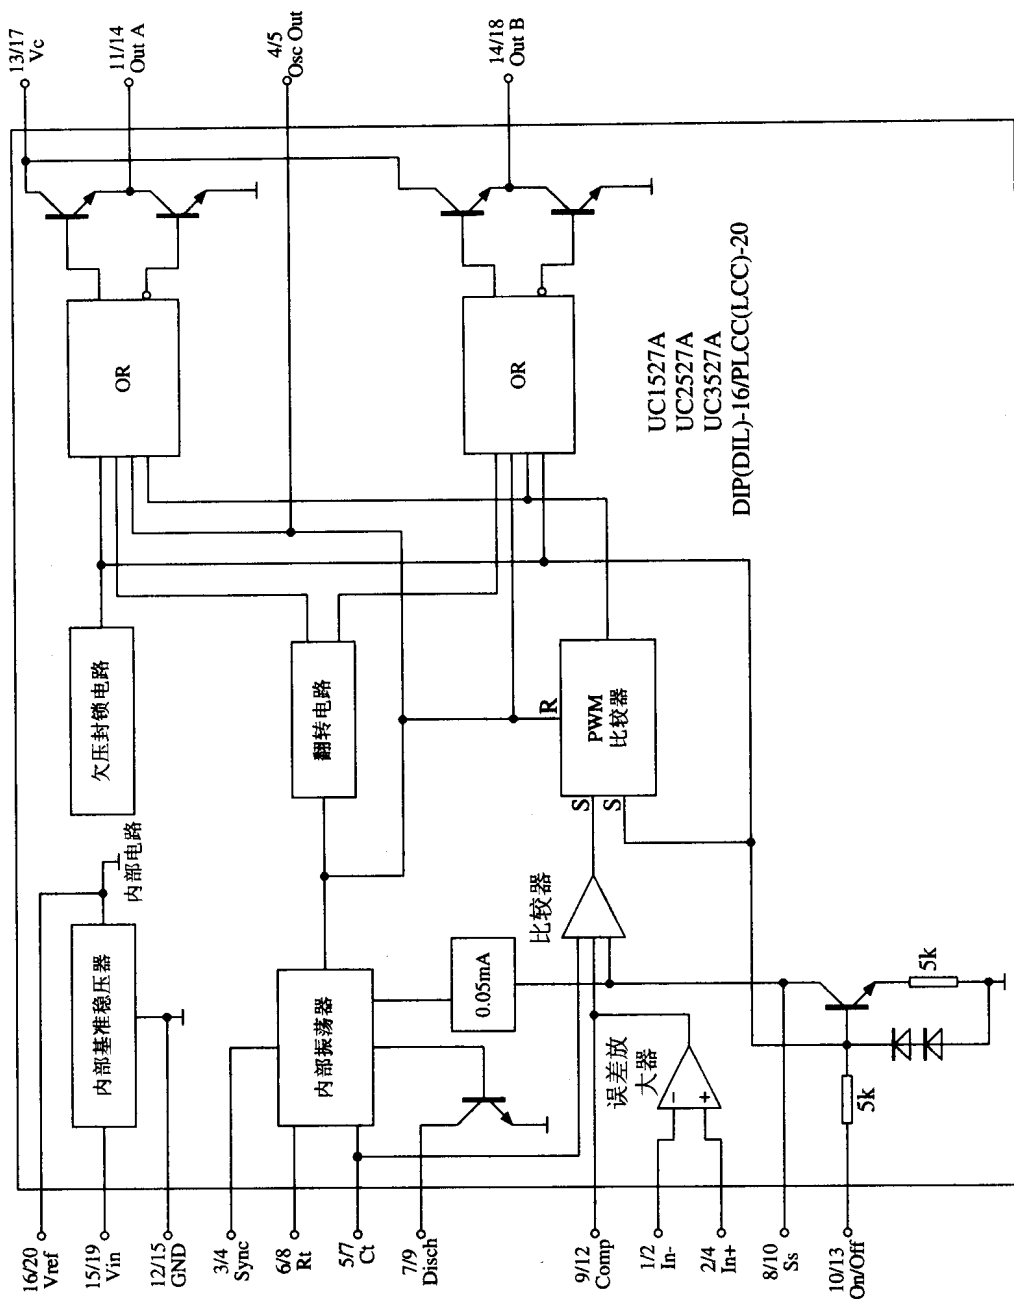 16/20
Vref
15/19
Vin
12/15
GND
3/4
Sync
6/8
Rt
5/7
Ct
7/9
Disch
9/12
Comp
1/2
In-
2/4
In+
8/10
Ss
10/13
On/Off
内部基准稳压器
内部电路
欠压封锁电路
内部振荡器
0.05mA
翻转电路
误差放
大器
-
+
比较器
S
S
R
PWM
比较器
5k
5k
OR
OR
13/17
Vc
11/14
Out A
4/5
Osc Out
14/18
Out B
UC1527A
UC2527A
UC3527A
DIP(DIL)-16/PLCC(LCC)-20